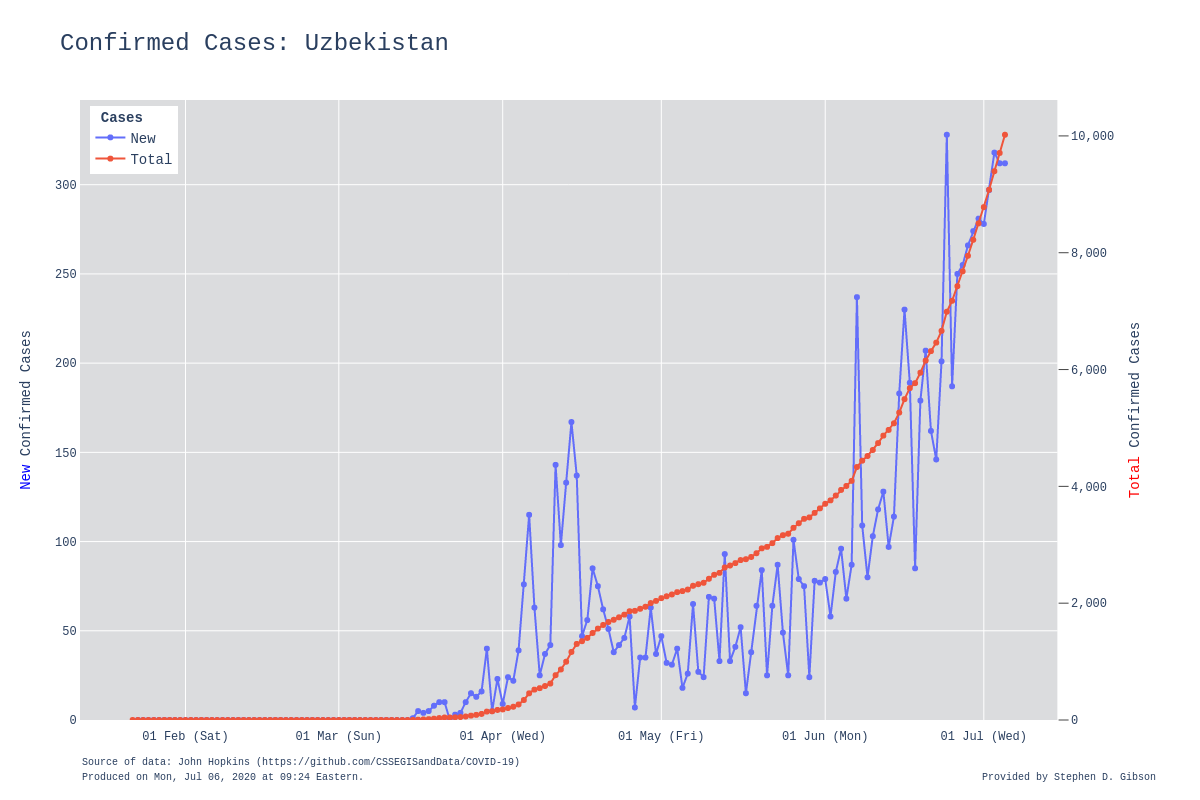 Confirmed Cases: Uzbekistan
Cases
New
Total
300
250
200
150
100
50
0
New Confirmed Cases
10,000
8,000
6,000
4,000
2,000
0
Total Confirmed Cases
01 Feb (Sat) 01 Mar (Sun) 01 Apr (Wed) 01 May (Fri) 01 Jun (Mon) 01 Jul (Wed)
Source of data: John Hopkins (https://github.com/CSSEGISandData/COVID-19)
Produced on Mon, Jul 06, 2020 at 09:24 Eastern.
Provided by Stephen D. Gibson